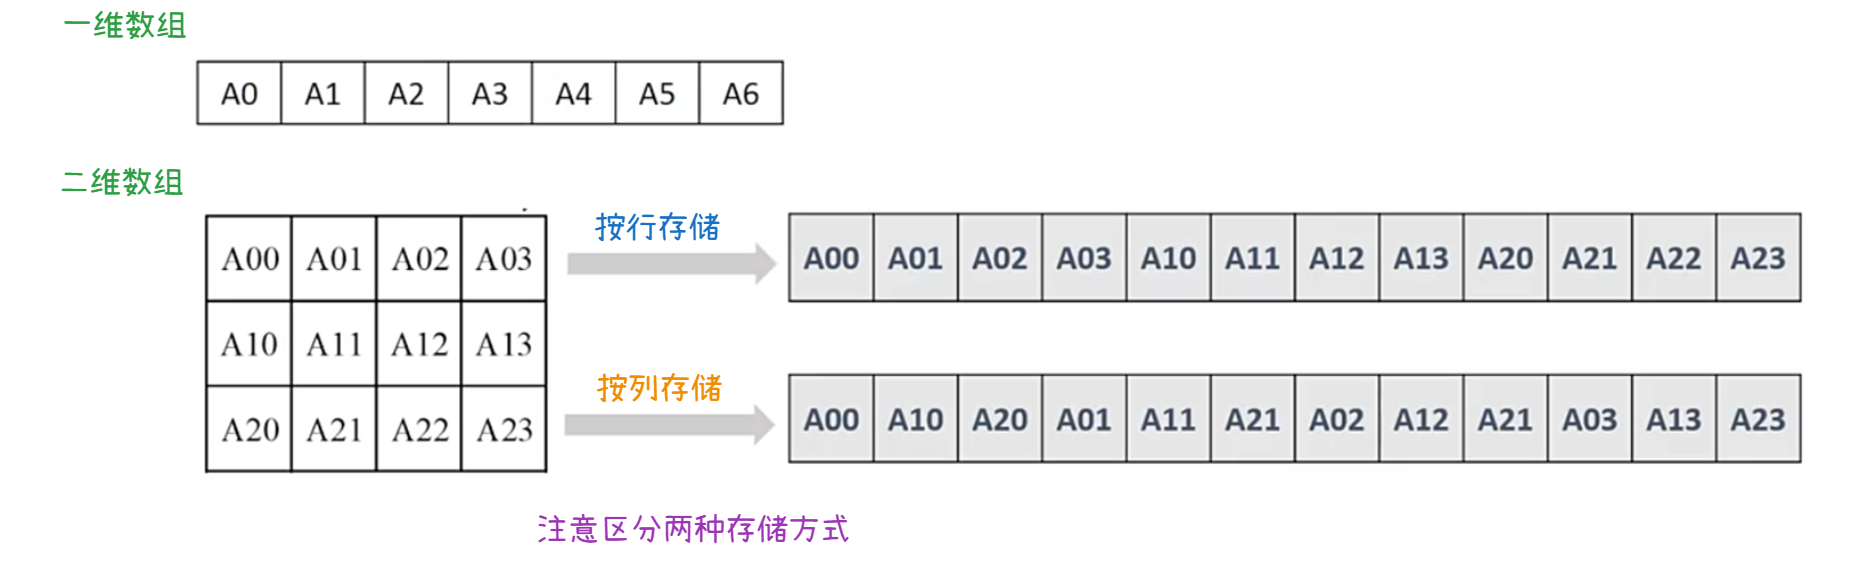 一维数组
A0 A1 A2 A3 A4 A5 A6
二维数组
A00 A01 A02 A03
A10 A11 A12 A13
A20 A21 A22 A23
按行存储
A00 A01 A02 A03 A10 A11 A12 A13 A20 A21 A22 A23
按列存储
A00 A10 A20 A01 A11 A21 A02 A12 A21 A03 A13 A23
注意区分两种存储方式